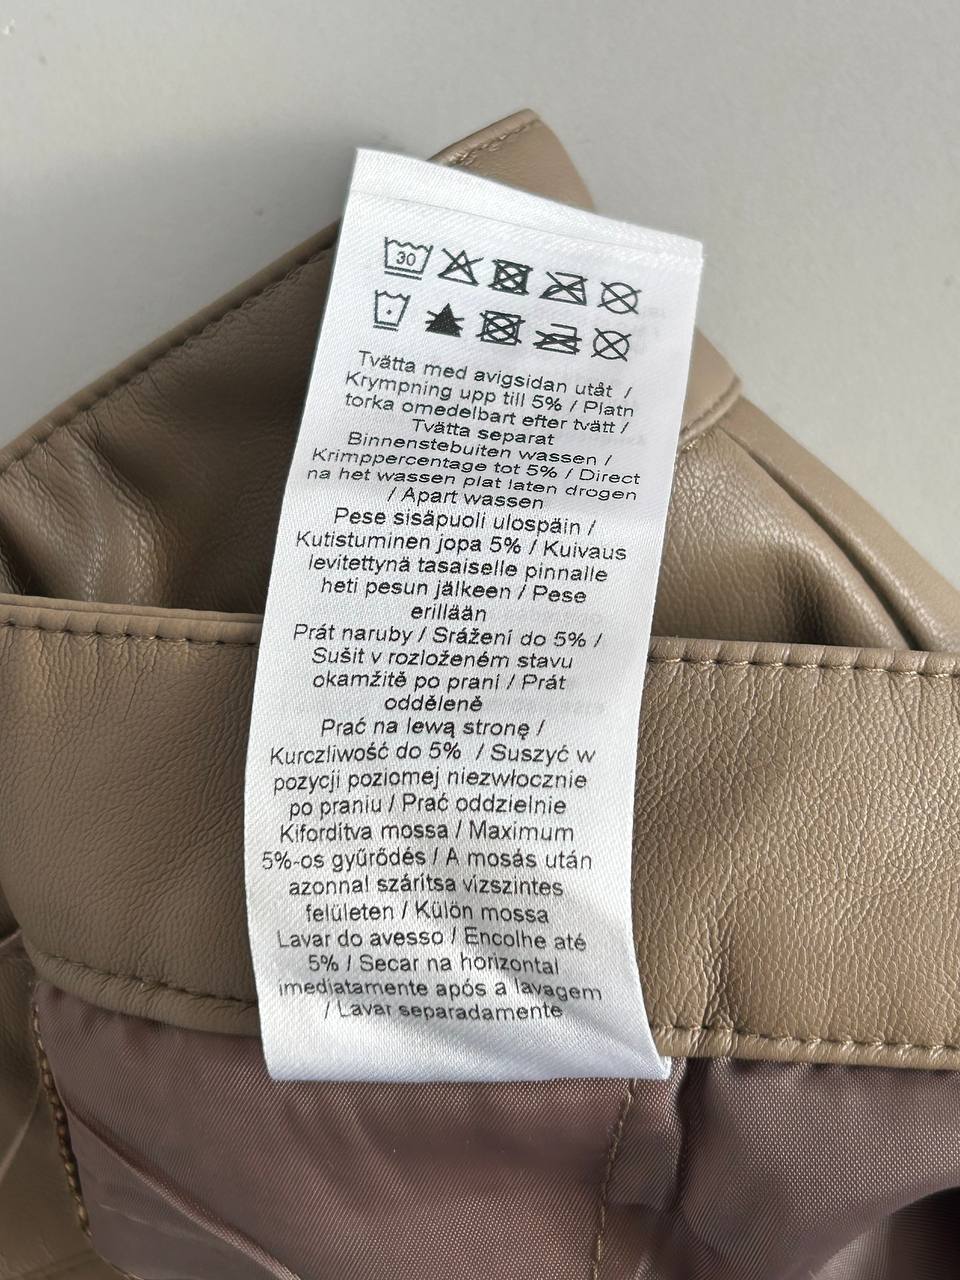 30
Tvätta med avigsidan utåt /
Krympning upp till 5% / Platn
torka omedelbart efter tvätt /
Tvätta separat
Binnenstebuiten wassen /
Krimppercentage tot 5% / Direct
na het wassen plat laten drogen
/ Apart wassen
Pese sisäpuoli ulospäin /
Kutistuminen jopa 5% / Kuivaus
levitettynä tasaiselle pinnalle
heti pesun jälkeen / Pese
erillään
Prát naruby / Srážení do 5% /
Sušit v rozloženém stavu
okamžitě po praní / Prát
odděleně
Prać na lewą stronę /
Kurczliwość do 5% / Suszyć w
pozycji poziomej niezwłocznie
po praniu / Prać oddzielnie
Kifordítva mossa / Maximum
5%-os gyűrődés / A mosás után
azonnal szárítsa vízszintes
felületen / Külön mossa
Lavar do avesso / Encolhe até
5% / Secar na horizontal
imediatamente após a lavagem
/ Lavar separadamente